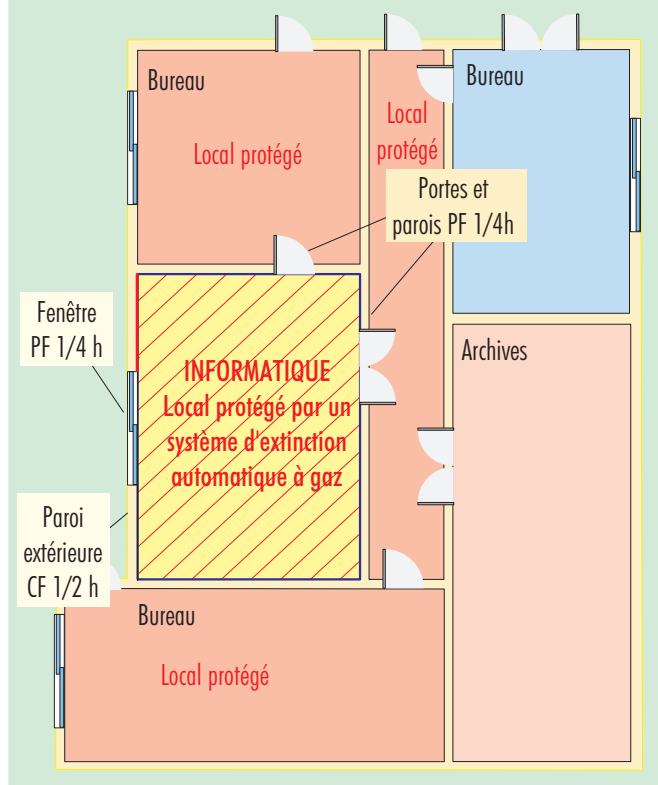 Bureau
Local protégé
Local
protégé
Bureau
Portes et
parois PF 1/4h
Fenêtre
PF 1/4 h
INFORMATIQUE
Local protégé par un
système d'extinction
automatique à gaz
Archives
Paroi
extérieure
CF 1/2 h
Bureau
Local protégé